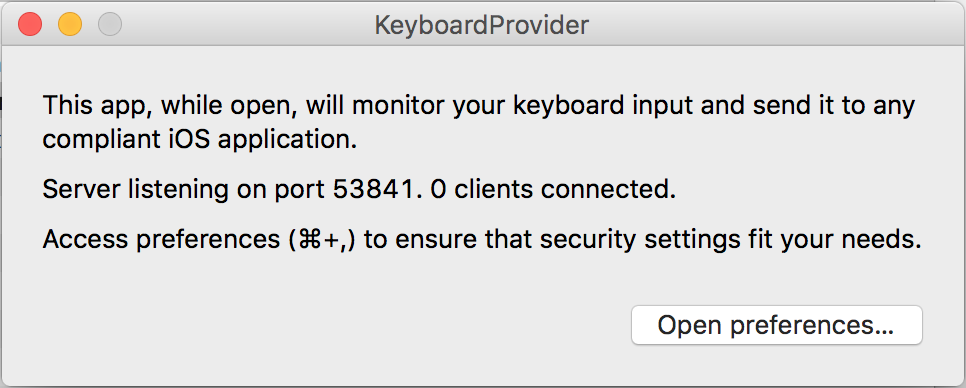 KeyboardProvider
This app, while open, will monitor your keyboard input and send it to any
compliant iOS application.
Server listening on port 53841. 0 clients connected.
Access preferences (⌘+,) to ensure that security settings fit your needs.
Open preferences...